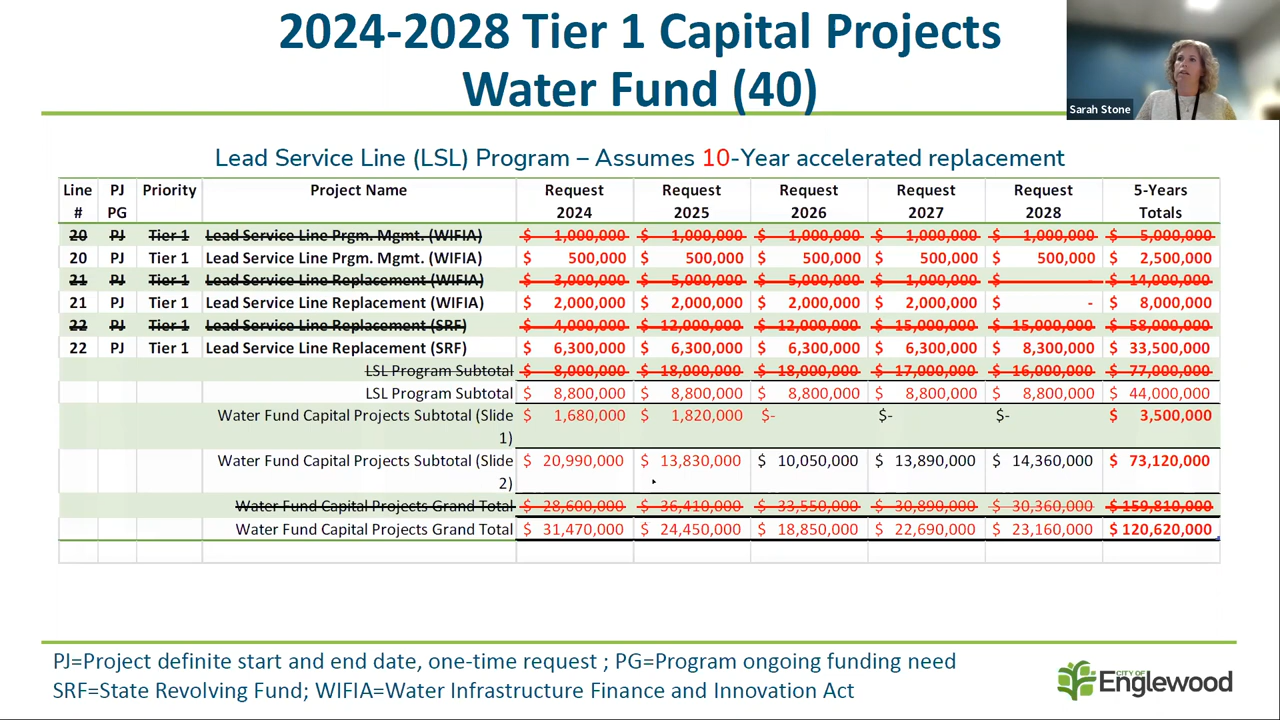 2024-2028 Tier 1 Capital Projects
Water Fund (40)
Sarah Stone
Lead Service Line (LSL) Program – Assumes 10-Year accelerated replacement
Line # PJ PG Priority Project Name Request 2024 Request 2025 Request 2026 Request 2027 Request 2028 5-Years Totals
20 PJ Tier 1 Lead Service Line Prgm. Mgmt. (WIFIA) $ 1,000,000 $ 1,000,000 $ 1,000,000 $ 1,000,000 $ 1,000,000 $ 5,000,000
20 PJ Tier 1 Lead Service Line Prgm. Mgmt. (WIFIA) $ 500,000 $ 500,000 $ 500,000 $ 500,000 $ 500,000 $ 2,500,000
21 PJ Tier 1 Lead Service Line Replacement (WIFIA) $ 3,000,000 $ 5,000,000 $ 5,000,000 $ 1,000,000 $ - $ 14,000,000
21 PJ Tier 1 Lead Service Line Replacement (WIFIA) $ 2,000,000 $ 2,000,000 $ 2,000,000 $ 2,000,000 $ - $ 8,000,000
22 PJ Tier 1 Lead Service Line Replacement (SRF) $ 4,000,000 $ 12,000,000 $ 12,000,000 $ 15,000,000 $ 15,000,000 $ 58,000,000
22 PJ Tier 1 Lead Service Line Replacement (SRF) $ 6,300,000 $ 6,300,000 $ 6,300,000 $ 6,300,000 $ 8,300,000 $ 33,500,000
LSL Program Subtotal $ 8,000,000 $ 18,000,000 $ 18,000,000 $ 17,000,000 $ 16,000,000 $ 77,000,000
LSL Program Subtotal $ 8,800,000 $ 8,800,000 $ 8,800,000 $ 8,800,000 $ 8,800,000 $ 44,000,000
Water Fund Capital Projects Subtotal (Slide 1) $ 1,680,000 $ 1,820,000 $- $- $- $ 3,500,000
Water Fund Capital Projects Subtotal (Slide 2) $ 20,990,000 $ 13,830,000 $ 10,050,000 $ 13,890,000 $ 14,360,000 $ 73,120,000
Water Fund Capital Projects Grand Total $ 28,600,000 $ 36,410,000 $ 33,550,000 $ 30,890,000 $ 30,360,000 $ 159,810,000
Water Fund Capital Projects Grand Total $ 31,470,000 $ 24,450,000 $ 18,850,000 $ 22,690,000 $ 23,160,000 $ 120,620,000
PJ=Project definite start and end date, one-time request ; PG=Program ongoing funding need
SRF=State Revolving Fund; WIFIA=Water Infrastructure Finance and Innovation Act
CITY OF
Englewood